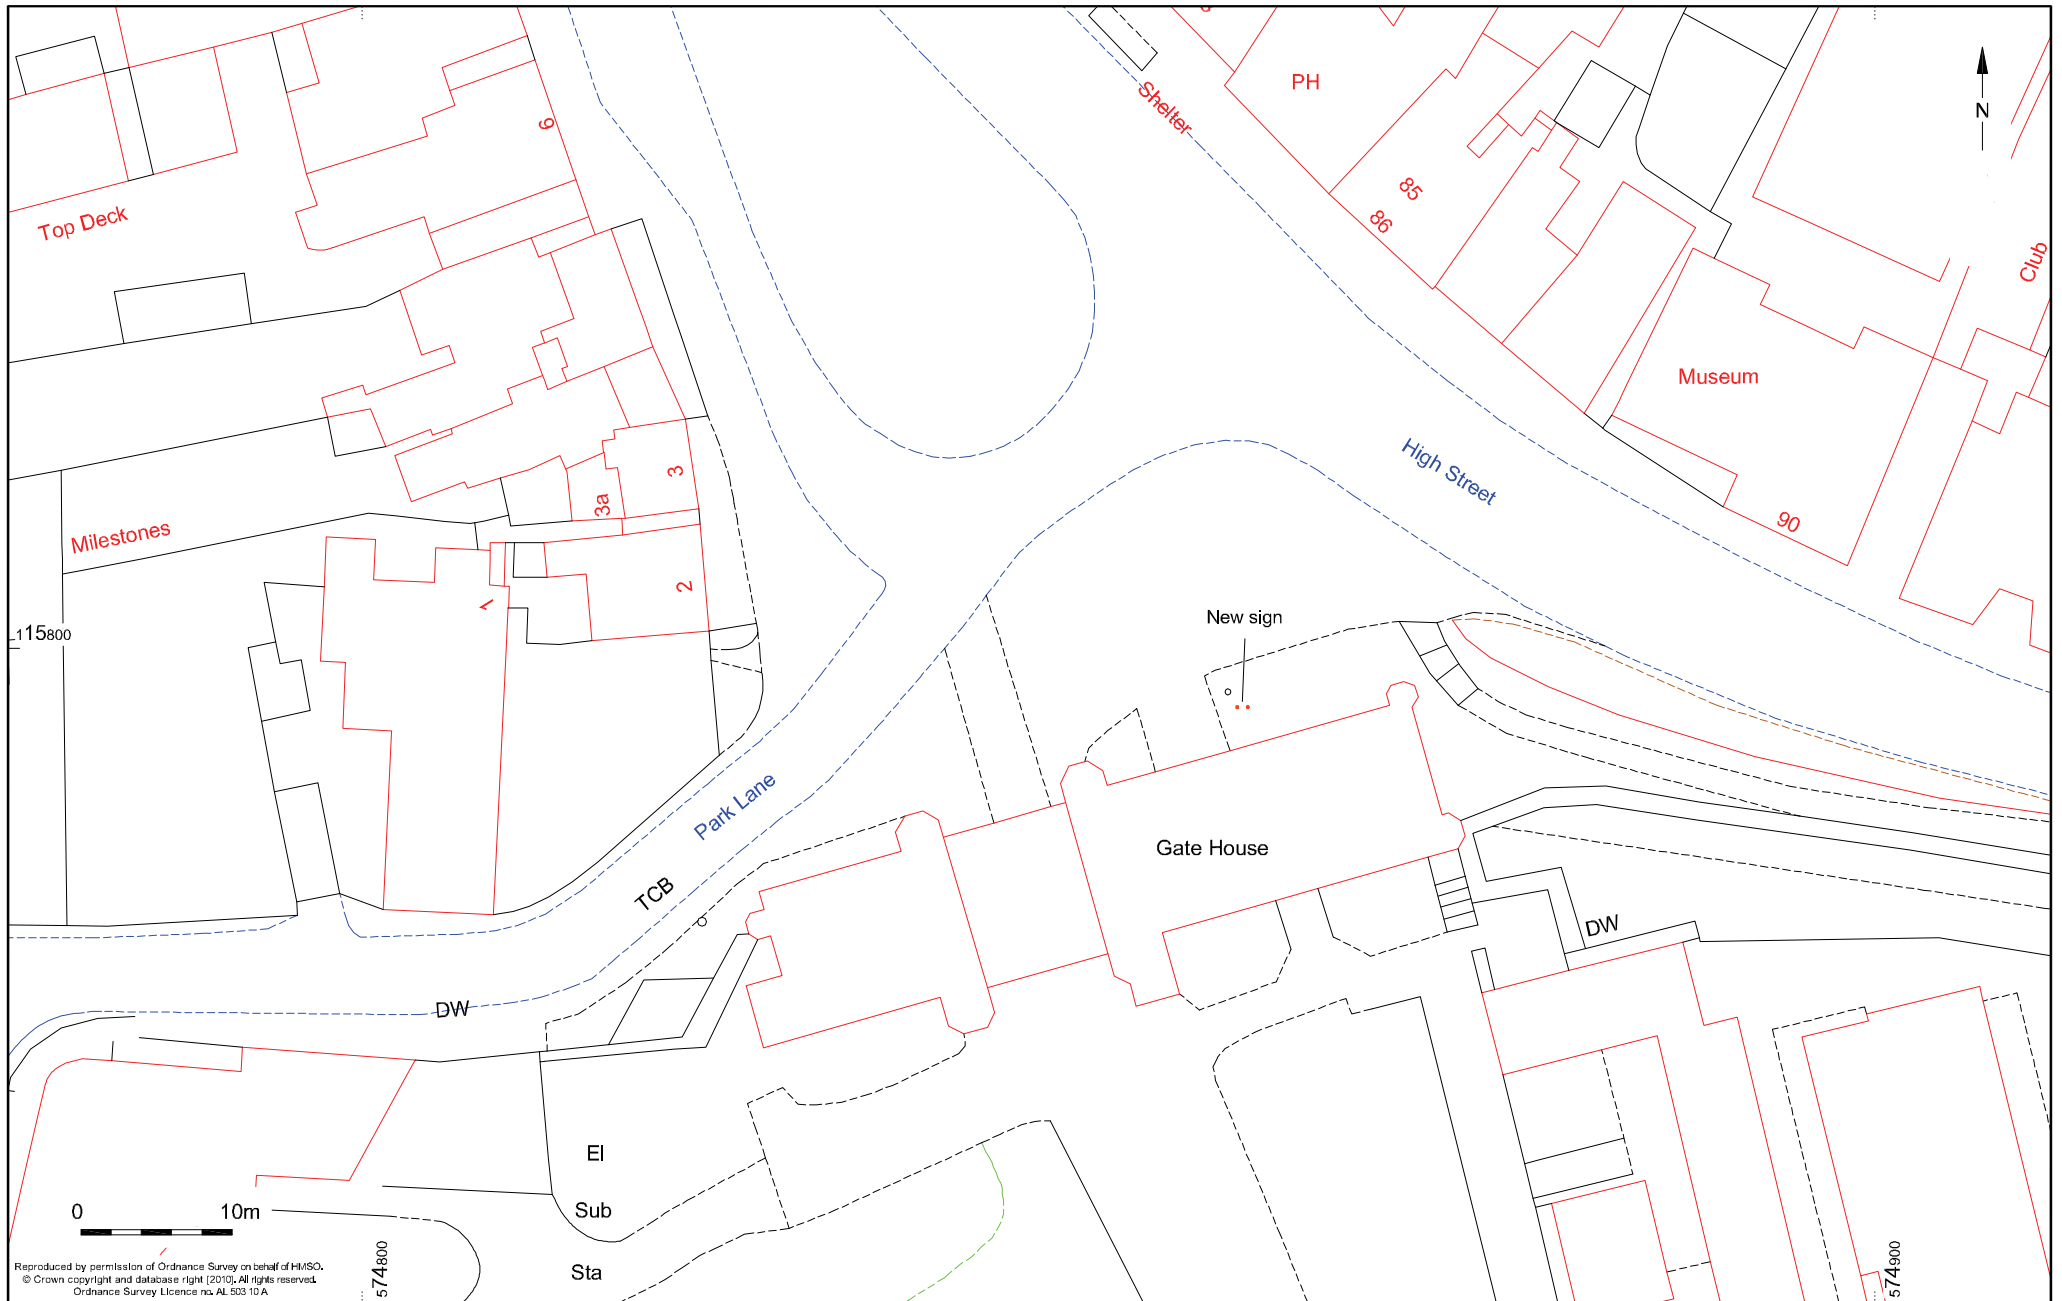 PH
Shelter
N
6
85
86
Top Deck
Club
Museum
High Street
3
3a
90
Milestones
2
1
New sign
115800
Park Lane
Gate House
TCB
DW
DW
El
Sub
Sta
0 10m
574800
574900
Reproduced by permission of Ordnance Survey on behalf of HMSO.
© Crown copyright and database right [2010]. All rights reserved.
Ordnance Survey Licence no. AL 503 10 A